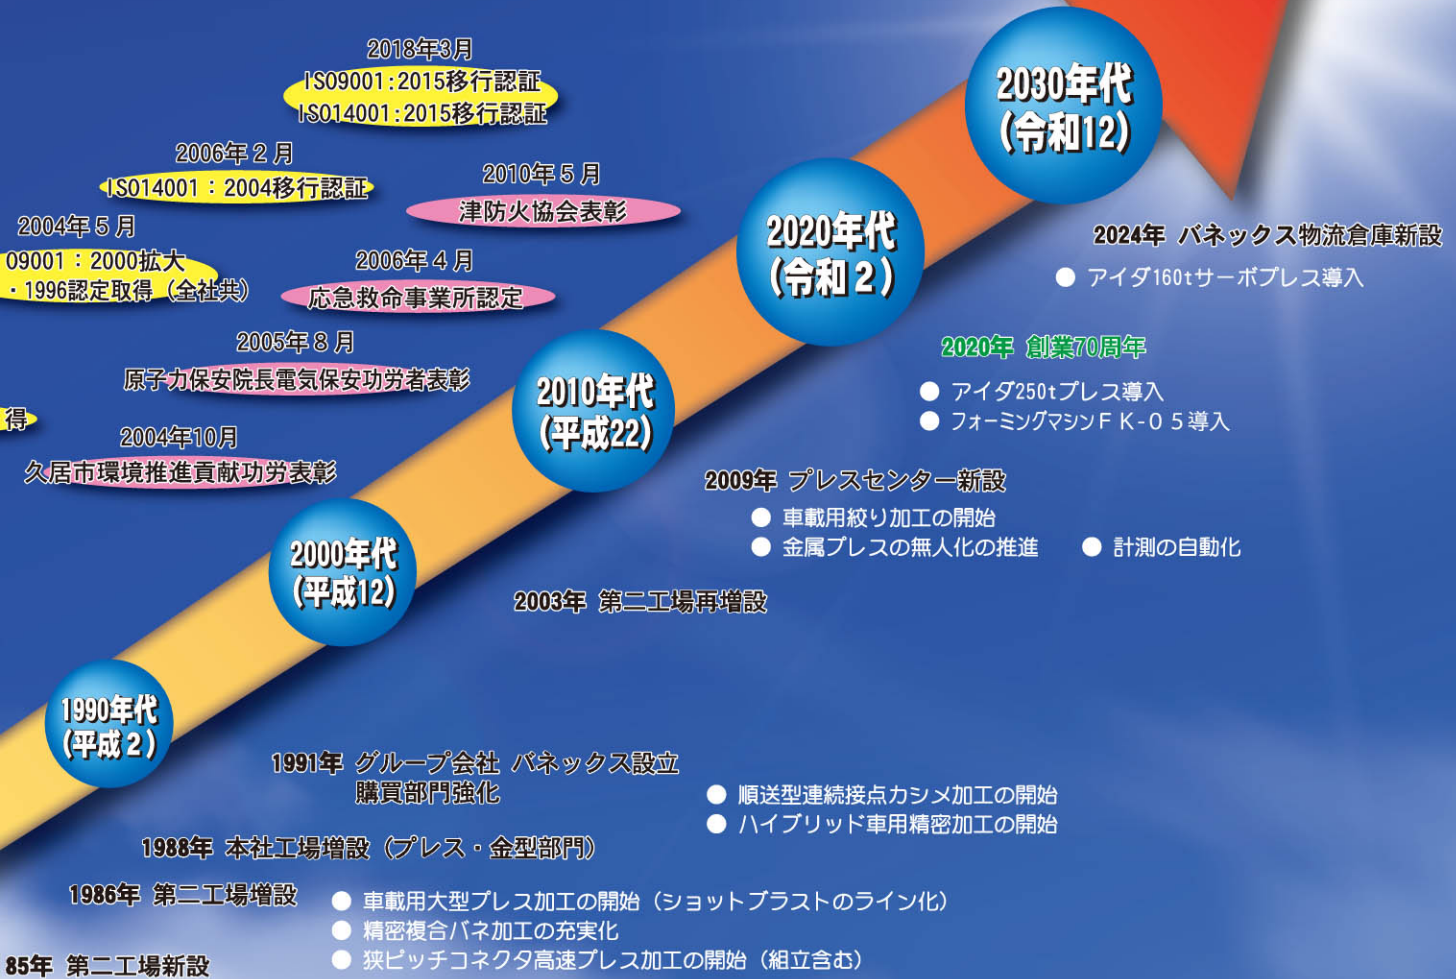 2018年3月
ISO9001:2015移行認証
ISO14001:2015移行認証
2006年２月
ISO14001：2004移行認証
2010年５月
津防火協会表彰
2004年５月
O9001：2000拡大
・1996認定取得（全社共）
2006年４月
応急救命事業所認定
2005年８月
原子力保安院長電気保安功労者表彰
得
2004年10月
久居市環境推進貢献功労表彰
2030年代
（令和12）
2020年代
（令和２）
2010年代
（平成22）
2000年代
（平成12）
1990年代
（平成２）
2024年 バネックス物流倉庫新設
● アイダ160tサーボプレス導入
2020年 創業70周年
● アイダ250tプレス導入
● フォーミングマシンＦＫ-０５導入
2009年 プレスセンター新設
● 車載用絞り加工の開始
● 金属プレスの無人化の推進 ● 計測の自動化
2003年 第二工場再増設
1991年 グループ会社 バネックス設立
購買部門強化
● 順送型連続接点カシメ加工の開始
● ハイブリッド車用精密加工の開始
1988年 本社工場増設（プレス・金型部門）
1986年 第二工場増設
● 車載用大型プレス加工の開始（ショットブラストのライン化）
● 精密複合バネ加工の充実化
● 狭ピッチコネクタ高速プレス加工の開始（組立含む）
85年 第二工場新設